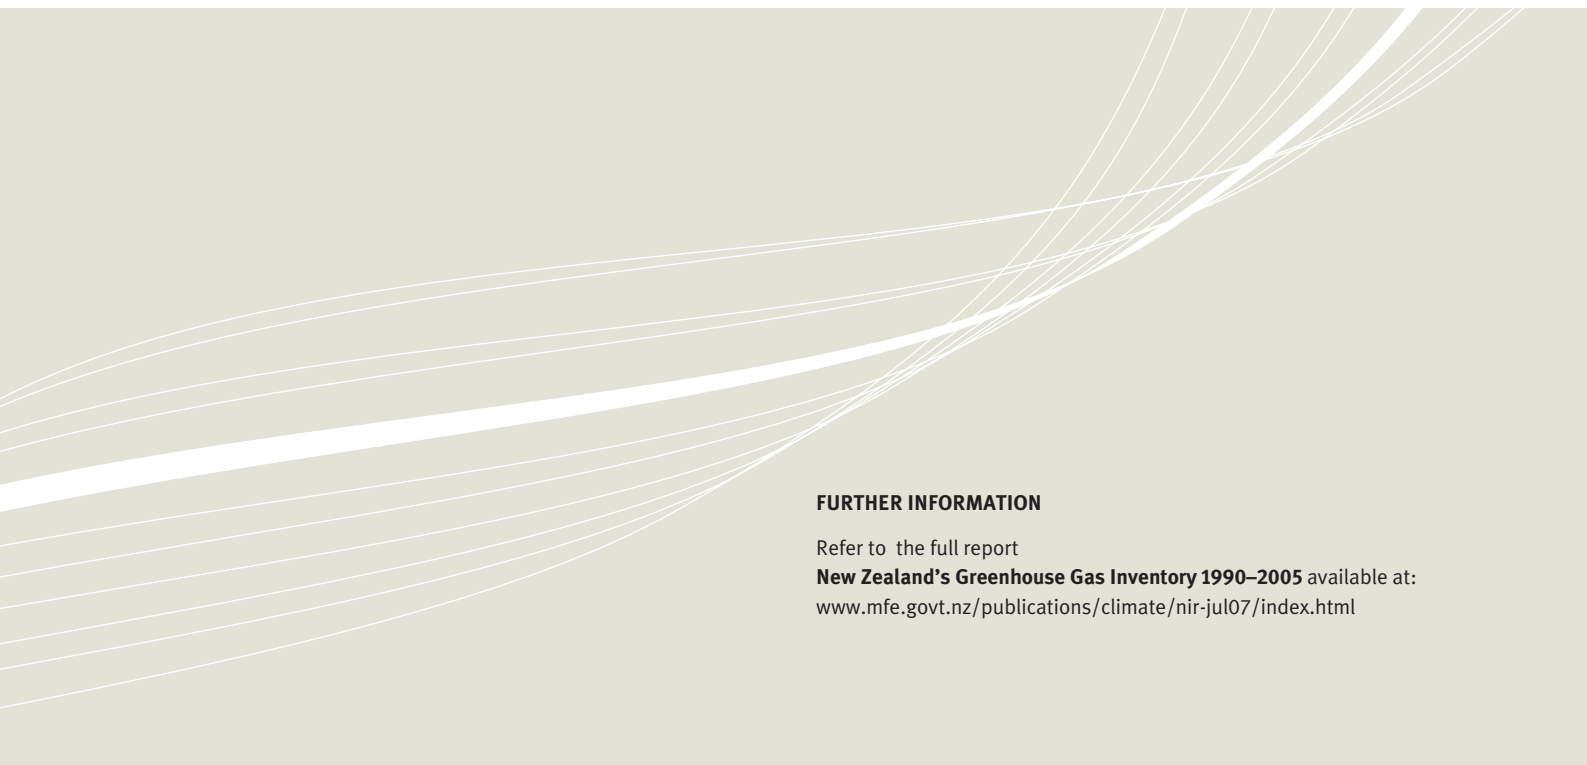 FURTHER INFORMATION
Refer to  the full report
New Zealand’s Greenhouse Gas Inventory 1990–2005 available at:
www.mfe.govt.nz/publications/climate/nir-jul07/index.html